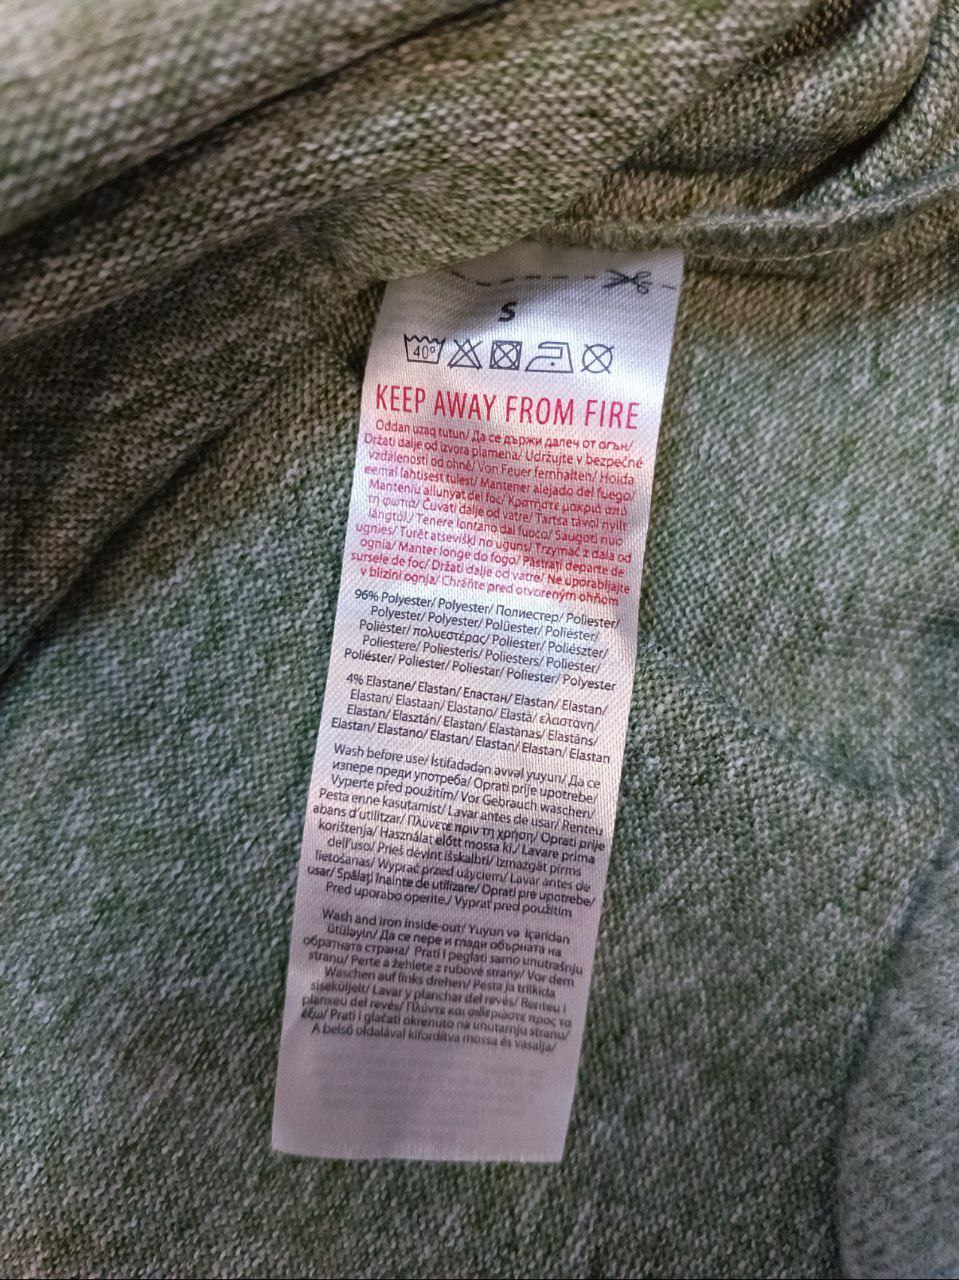 S
40°
KEEP AWAY FROM FIRE
Oddan uzaq tutun/ Да се държи далеч от огън/
Držati dalje od izvora plamena/ Udržujte v bezpečné
vzdálenosti od ohně/ Von Feuer fernhalten/ Hoida
eemal lahtisest tulest/ Mantener alejado del fuego/
Manteniu allunyat del foc/ Κρατήστε μακριά από
τη φωτιά/ Čuvati dalje od vatre/ Tartsa távol nyílt
lángtól/ Tenere lontano dal fuoco/ Saugoti nuo
ugnies/ Turēt atsevišķi no uguns/ Trzymać z dala od
ognia/ Manter longe do fogo/ Păstrați departe de
sursele de foc/ Držati dalje od vatre/ Ne uporabljajte
v bližini ognja/ Chráňte pred otvoreným ohňom
96% Polyester/ Polyester/ Полиестер/ Poliester/
Polyester/ Polyester/ Polüester/ Poliéster/
Polièster/ πολυεστέρας/ Poliester/ Poliészter/
Poliestere/ Poliesteris/ Poliesters/ Poliester/
Poliéster/ Poliester/ Poliestar/ Poliester/ Polyester
4% Elastane/ Elastan/ Еластан/ Elastan/ Elastan/
Elastan/ Elastaan/ Elastano/ Elastà/ ελαστάνη/
Elastan/ Elasztán/ Elastan/ Elastanas/ Elastāns/
Elastan/ Elastano/ Elastan/ Elastan/ Elastan/ Elastan
Wash before use/ İstifadədən əvvəl yuyun/ Да се
изпере преди употреба/ Oprati prije upotrebe/
Vyperte před použitím/ Vor Gebrauch waschen/
Pesta enne kasutamist/ Lavar antes de usar/ Renteu
abans d'utilitzar/ Πλύνετε πριν τη χρήση/ Oprati prije
korištenja/ Használat előtt mossa ki./ Lavare prima
dell'uso/ Prieš dėvint išskalbti/ Izmazgāt pirms
lietošanas/ Wyprać przed użyciem/ Lavar antes de
usar/ Spălați înainte de utilizare/ Oprati pre upotrebe/
Pred uporabo operite./ Vyprať pred použitím
Wash and iron inside-out/ Yuyun və içəridən
ütüləyin/ Да се пере и глади обърната на
обратната страна/ Prati i peglati samo unutrašnju
stranu/ Perte a žehlete z rubové strany/ Vor dem
Waschen auf links drehen/ Pesta ja triikida
siseküljelt/ Lavar y planchar del revés/ Renteu i
planxeu del revés/ Πλύντε και σιδερώστε προς τα
έξω/ Prati i glačati okrenuto na unutarnju stranu/
A belső oldalával kifordítva mossa és vasalja/